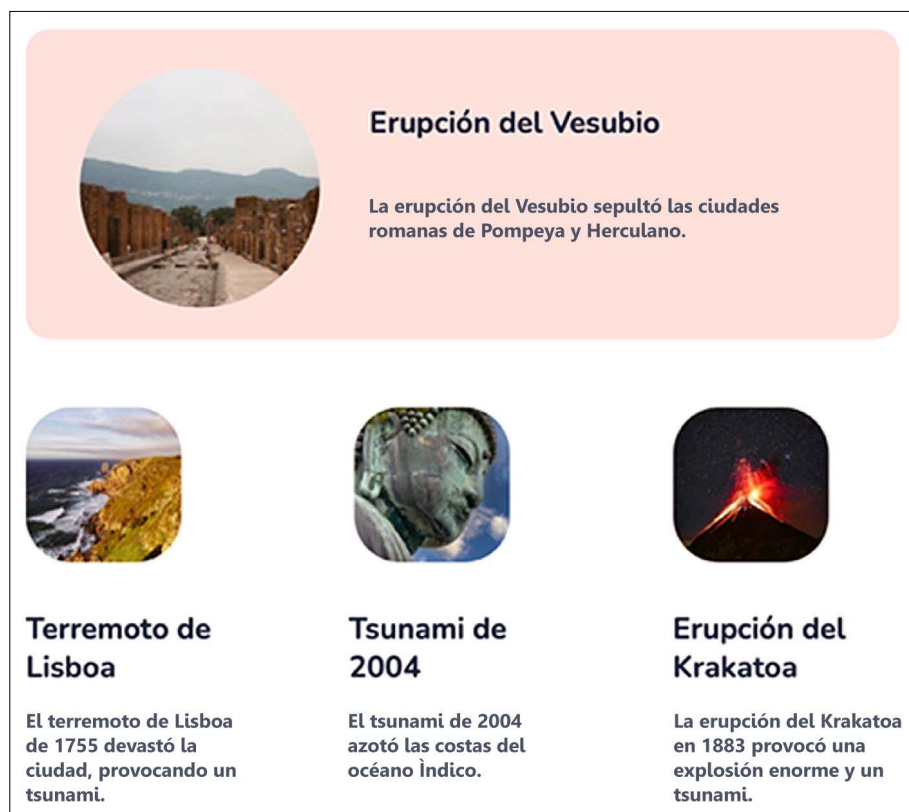 Erupción del Vesubio
La erupción del Vesubio sepultó las ciudades
romanas de Pompeya y Herculano.
Terremoto de
Lisboa
El terremoto de Lisboa
de 1755 devastó la
ciudad, provocando un
tsunami.
Tsunami de
2004
El tsunami de 2004
azotó las costas del
océano Ìndico.
Erupción del
Krakatoa
La erupción del Krakatoa
en 1883 provocó una
explosión enorme y un
tsunami.